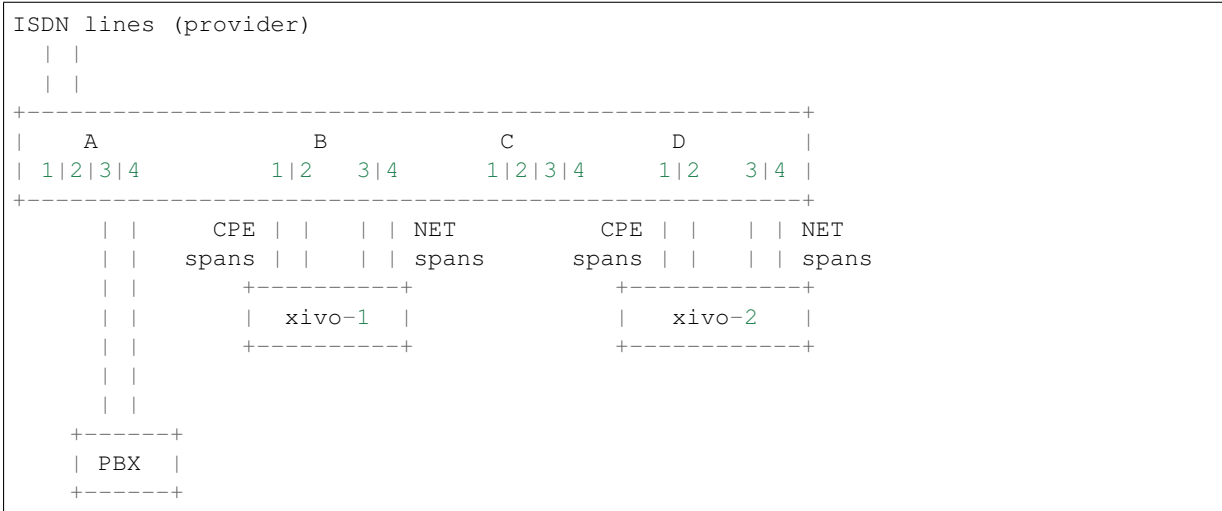 ISDN lines (provider)
  | |
  | |
+------------------------------------------------------+
|    A               B            C           D        |
| 1|2|3|4         1|2   3|4      1|2|3|4     1|2   3|4 |
+------------------------------------------------------+
      | |     CPE | |   | | NET          CPE | |   | | NET
      | |   spans | |   | | spans      spans | |   | | spans
      | |       +----------+              +------------+
      | |       |  xivo-1  |              |   xivo-2   |
      | |       +----------+              +------------+
      | |
      | |
    +------+
    | PBX  |
    +------+